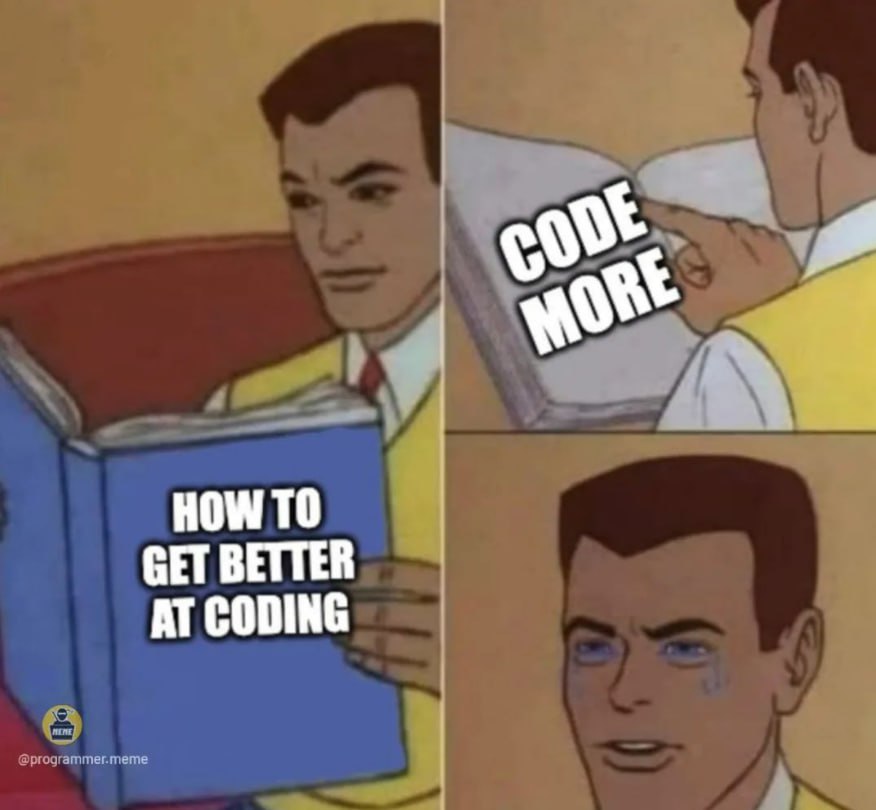 HOW TO
GET BETTER
AT CODING
CODE
MORE
MEME
@programmer.meme